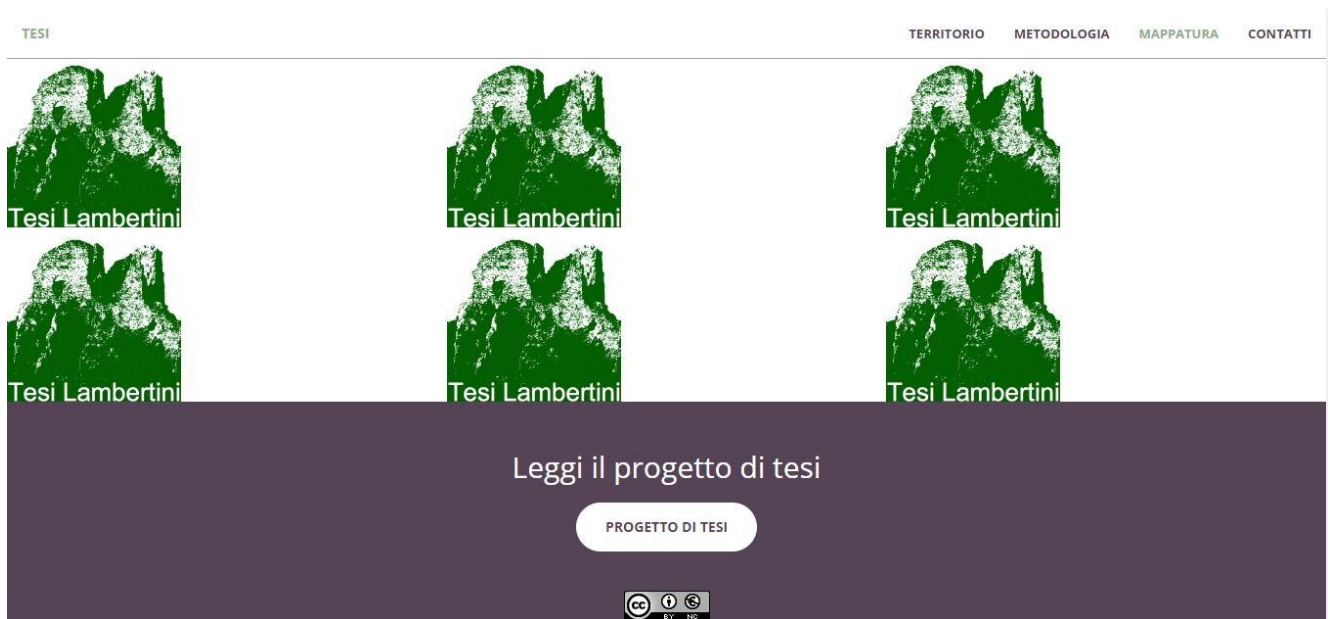 TESI
TERRITORIO METODOLOGIA MAPPATURA CONTATTI
Tesi Lambertini Tesi Lambertini Tesi Lambertini
Tesi Lambertini Tesi Lambertini Tesi Lambertini
Leggi il progetto di tesi
PROGETTO DI TESI
cc
BY NC